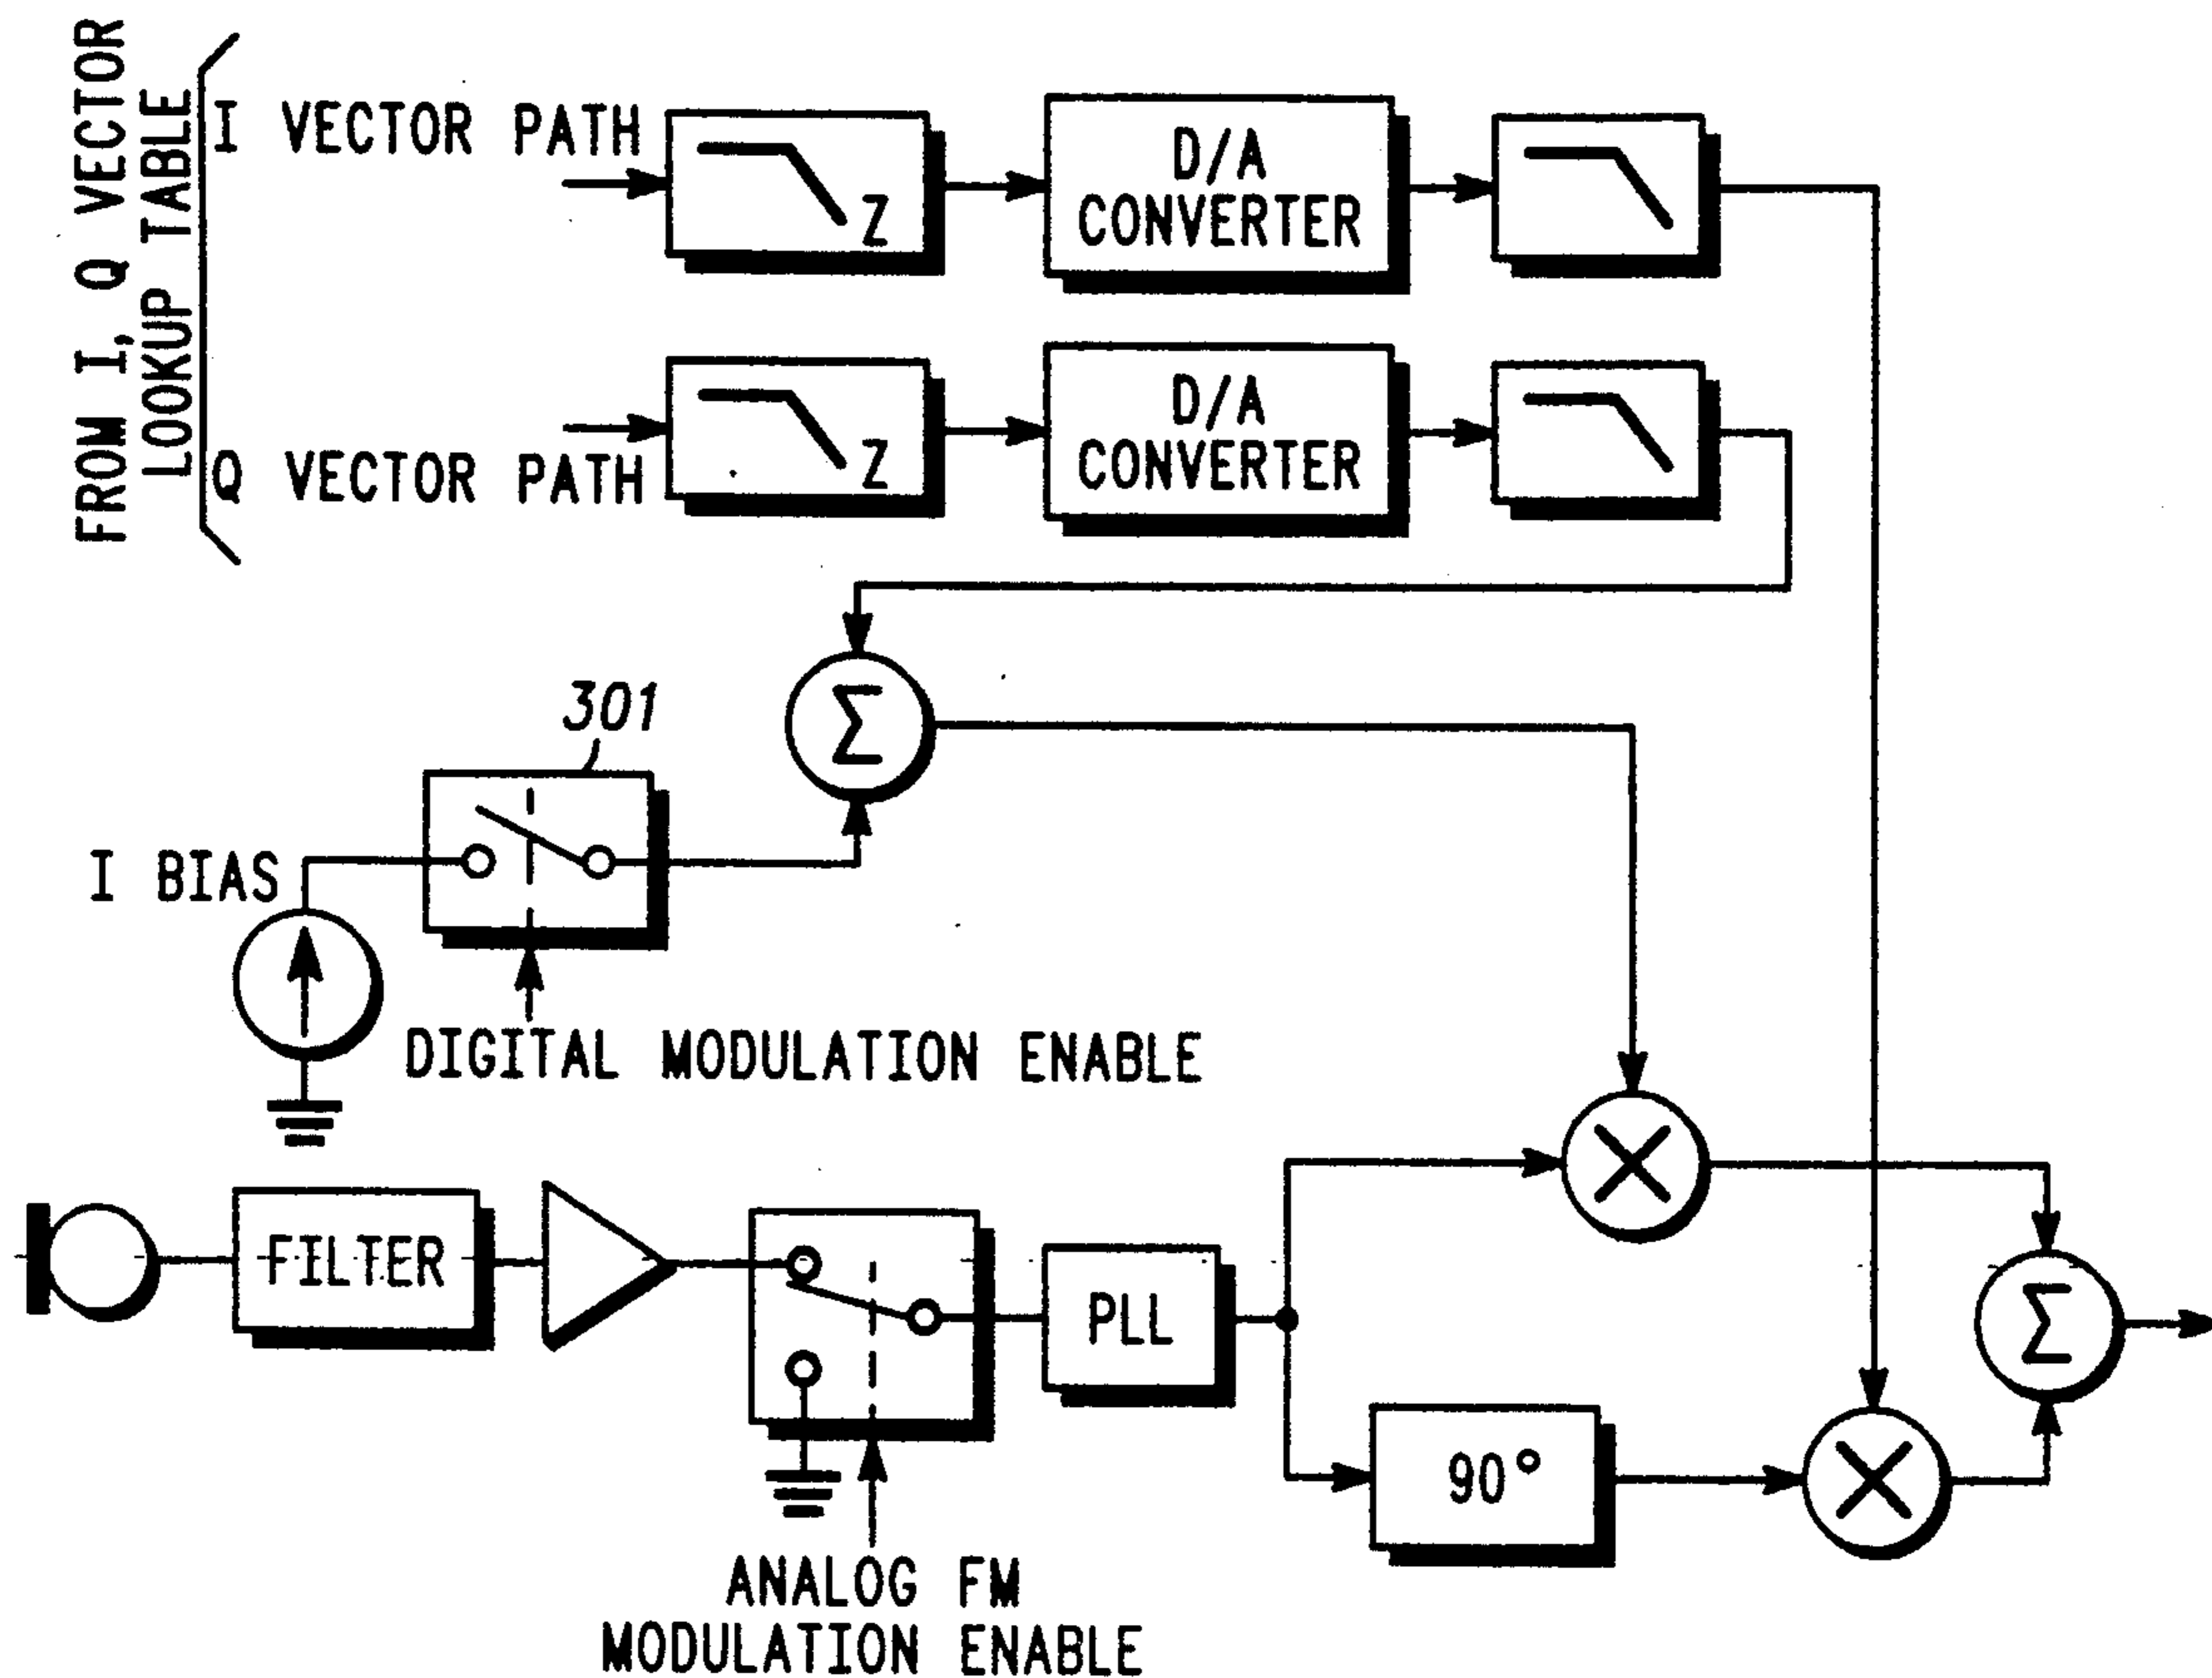 FROM I, Q VECTOR
LOOKUP TABLE
I VECTOR PATH
Z
D/A
CONVERTER
Q VECTOR PATH
Z
D/A
CONVERTER
Σ
301
I BIAS
DIGITAL MODULATION ENABLE
FILTER
PLL
90°
Σ
ANALOG FM
MODULATION ENABLE